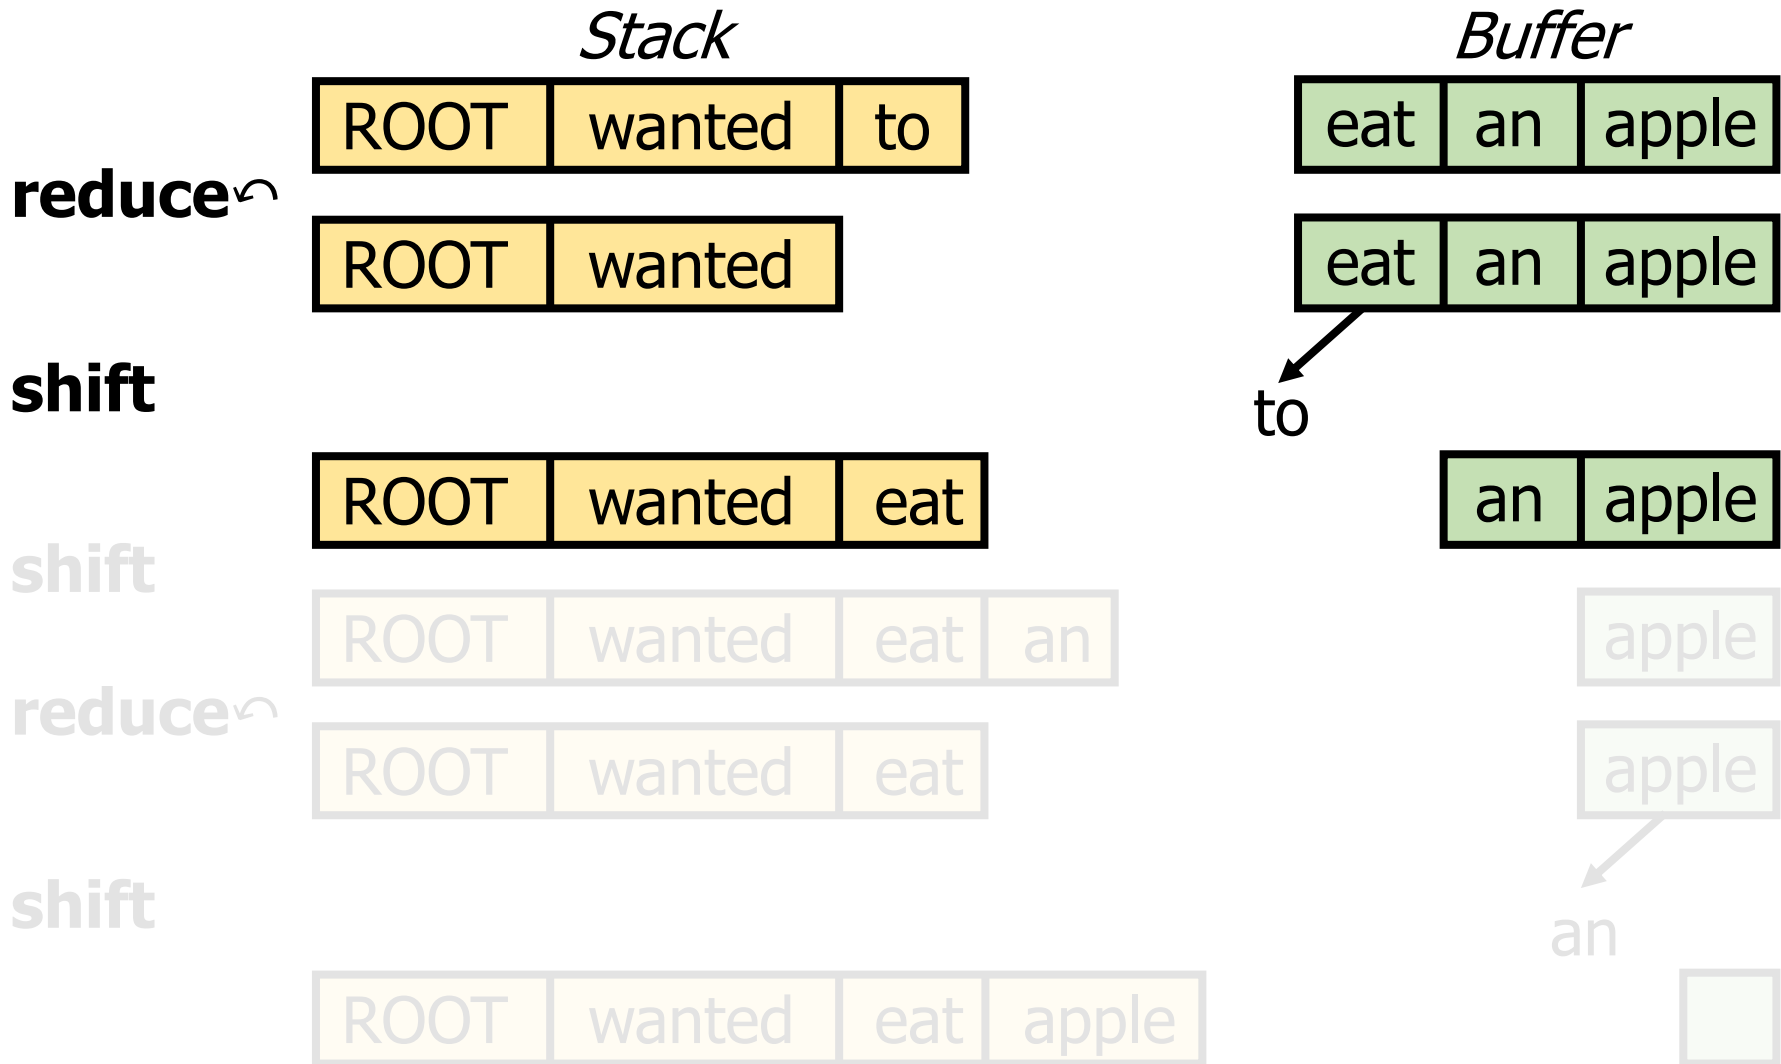 Stack Buffer
ROOT wanted to eat an apple
reduce↶
ROOT wanted eat an apple
shift
to
ROOT wanted eat an apple
shift
ROOT wanted eat an apple
reduce↶
ROOT wanted eat apple
shift
an
ROOT wanted eat apple